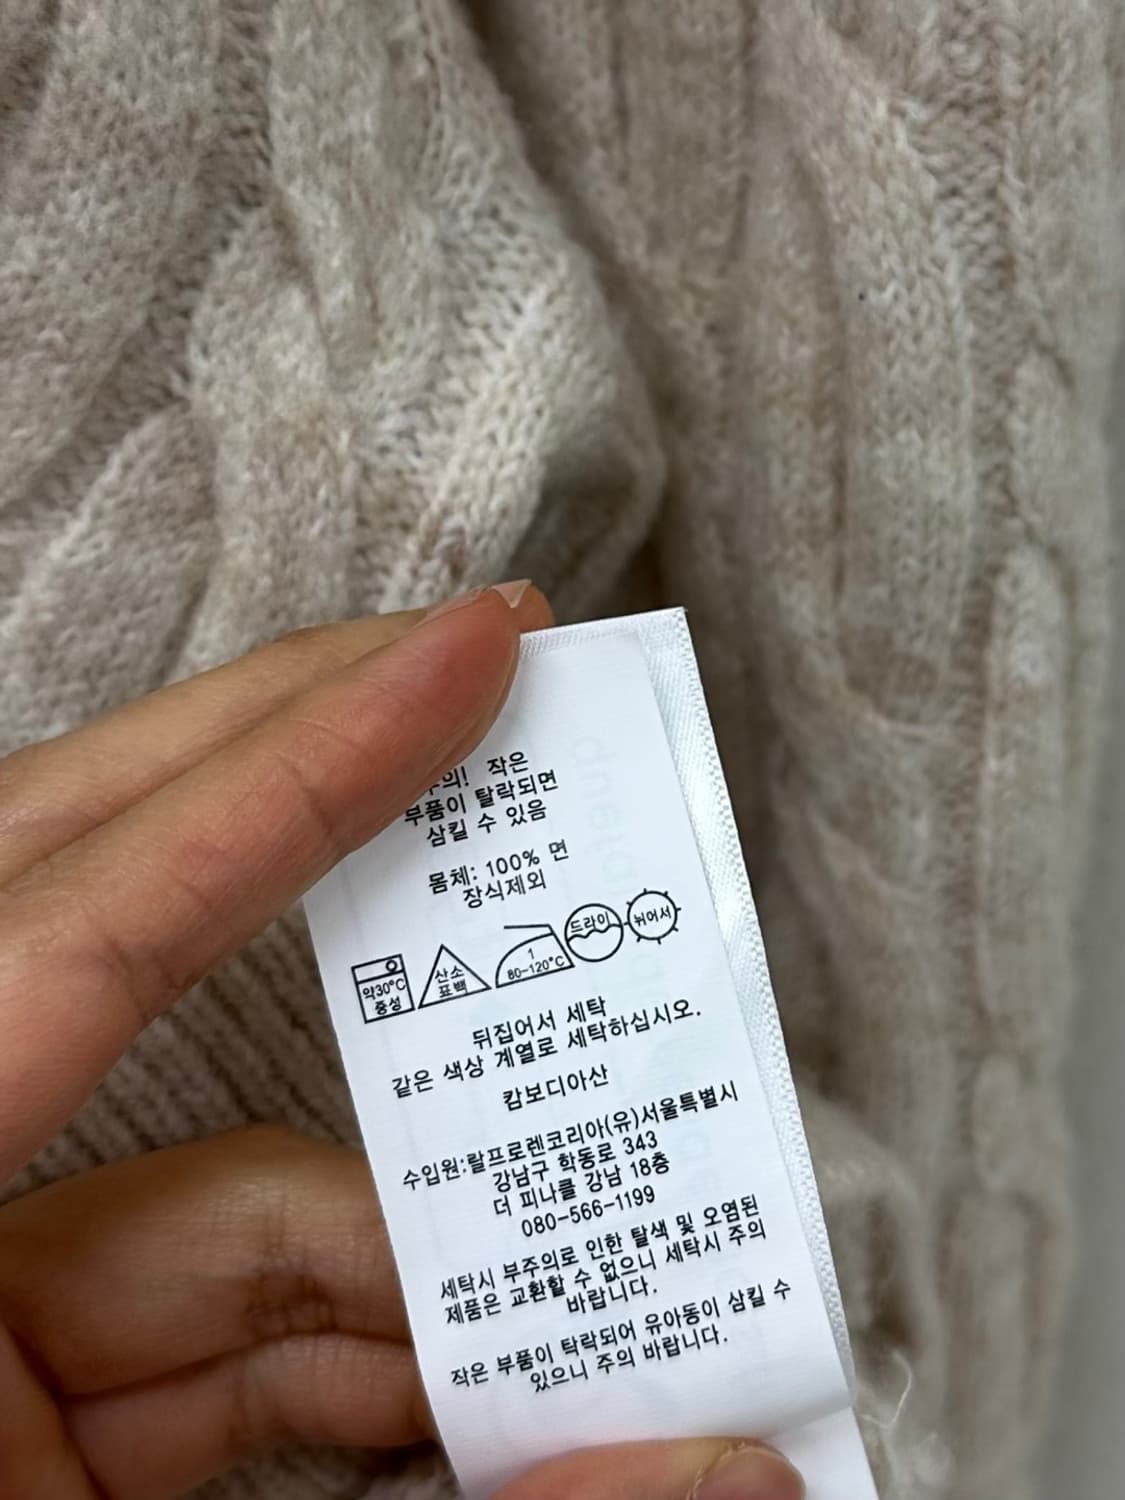 주의! 작은
부품이 탈락되면
삼킬 수 있음
몸체: 100% 면
장식제외
약30°C
중성
산소
표백
1
80-120°C
드라이
뉘어서
뒤집어서 세탁
같은 색상 계열로 세탁하십시오.
캄보디아산
수입원:랄프로렌코리아(유)서울특별시
강남구 학동로 343
더 피나클 강남 18층
080-566-1199
세탁시 부주의로 인한 탈색 및 오염된
제품은 교환할 수 없으니 세탁시 주의
바랍니다.
작은 부품이 탁락되어 유아동이 삼킬 수
있으니 주의 바랍니다.